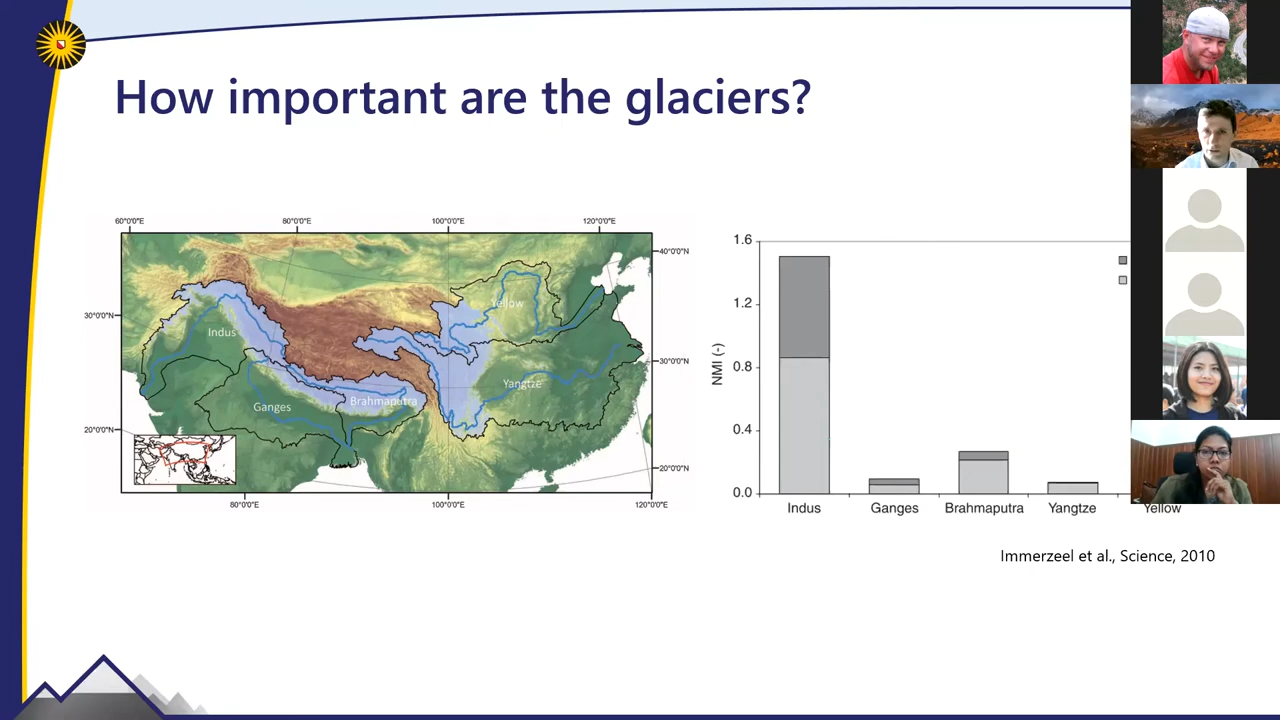 How important are the glaciers?
60°0'0"E
80°0'0"E
100°0'0"E
120°0'0"E
40°0'0"N
30°0'0"N
30°0'0"N
20°0'0"N
20°0'0"N
80°0'0"E
100°0'0"E
120°0'0"E
Yellow
Indus
Yangtze
Ganges
Brahmaputra
1.6
1.2
0.8
0.4
0.0
NMI (-)
Indus
Ganges
Brahmaputra
Yangtze
Yellow
Immerzeel et al., Science, 2010